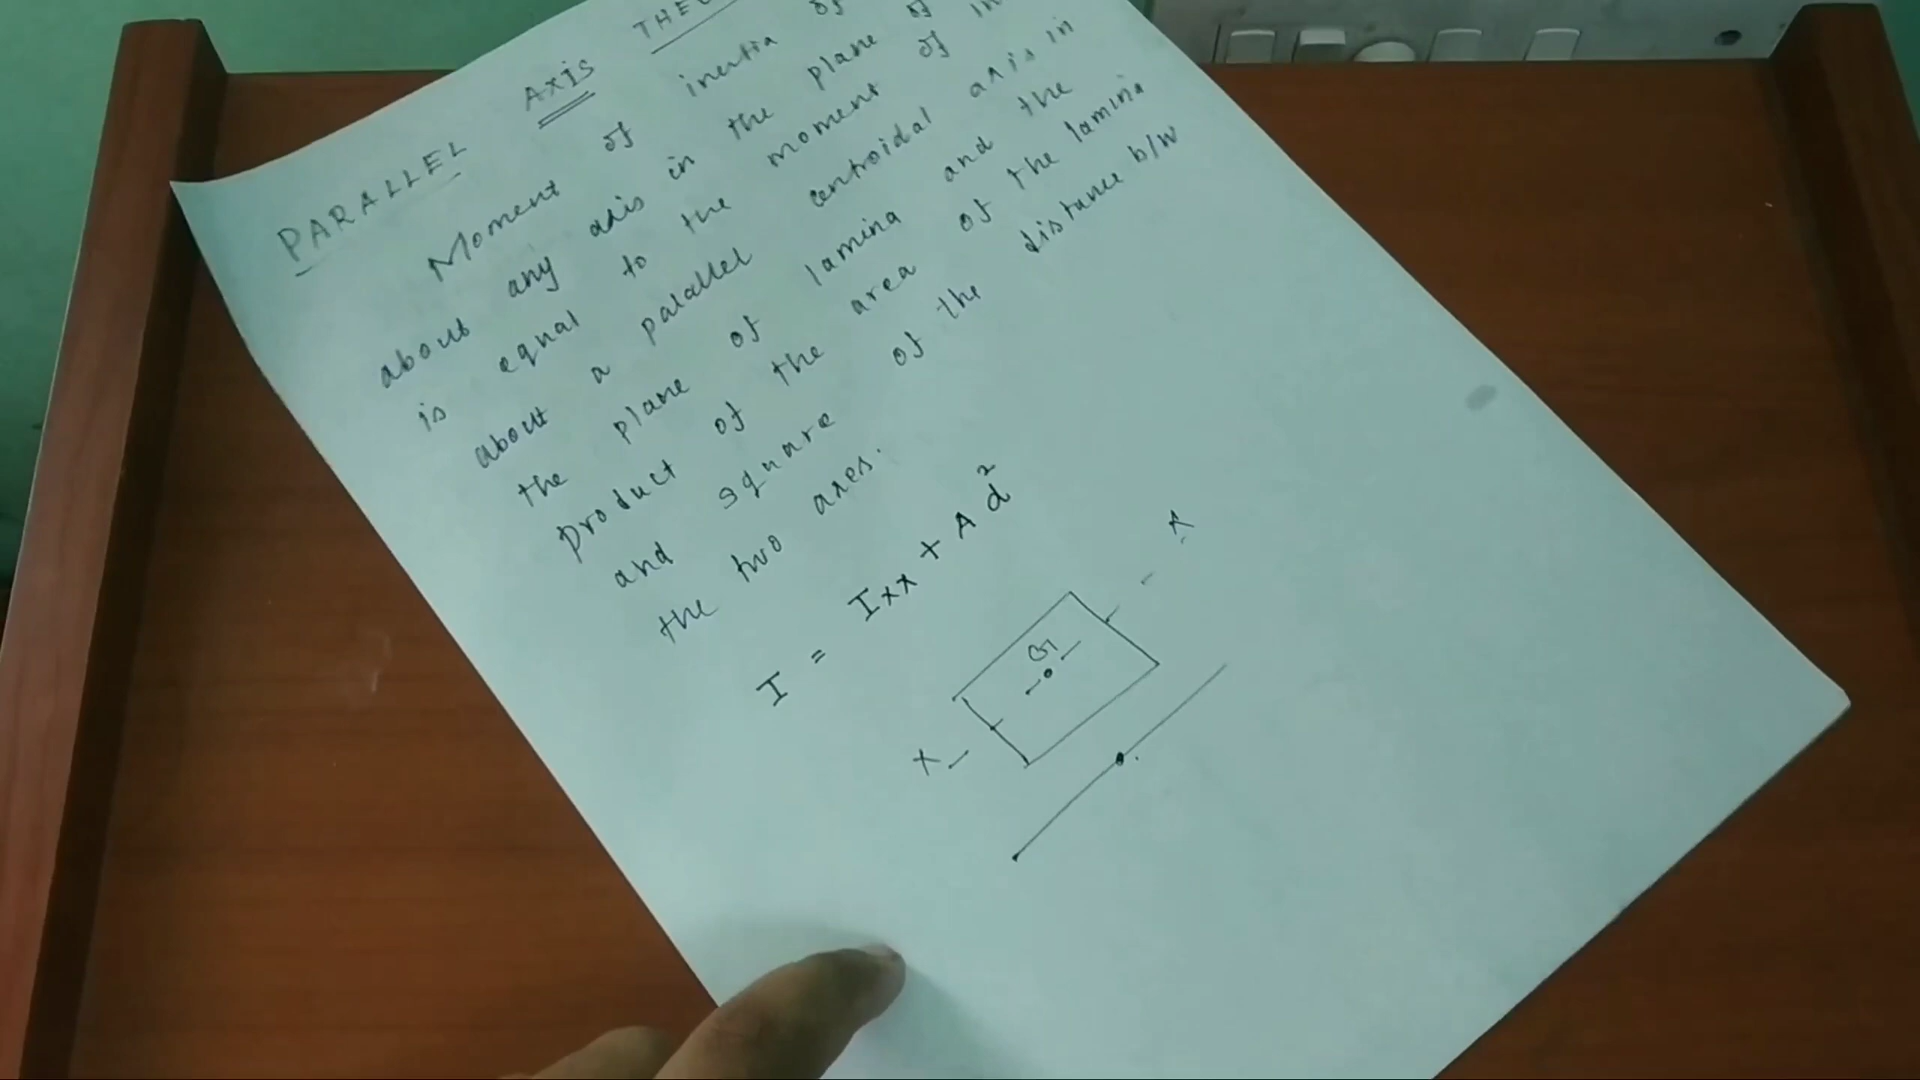 PARALLEL AXIS
Moment of inertia of
about any axis in the plane of
is equal to the moment of
about a parallel centroidal axis in
the plane of lamina and the
product of the area of the lamina
and square of the distance b/w
the two axes.
I = Ixx + A d²
G
X